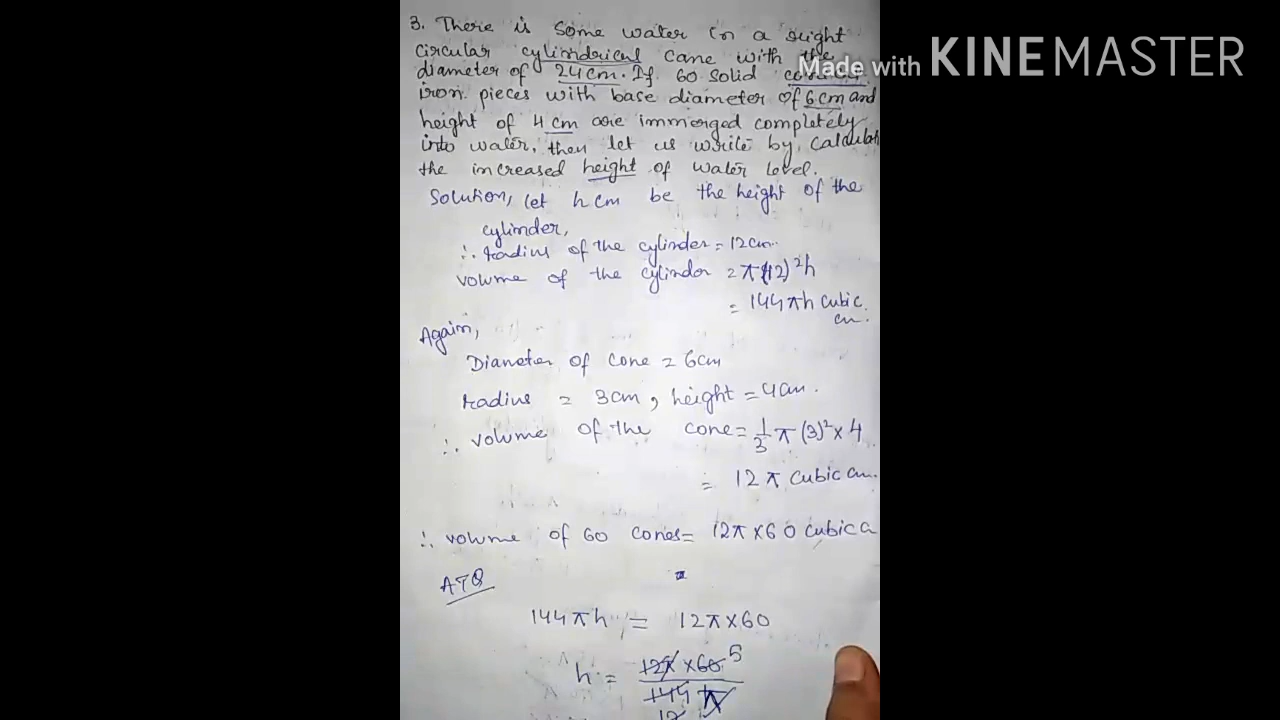 3. There is some water in a right
circular cylindrical cane with the
diameter of 24cm. If 60 solid
iron pieces with base diameter of 6cm and
height of 4 cm are immerged completely
into water, then let us write by calculat
the increased height of water level.
Solution, let h cm be the height of the
cylinder,
∴ radius of the cylinder = 12cm.
volume of the cylinder = π(12)²h
= 144πh cubic
cm.
Again,
Diameter of cone = 6cm
radius = 3cm, height = 4cm.
∴ volume of the cone = 1/3 π (3)² × 4
= 12π cubic cm.
∴ volume of 60 cones = 12π × 60 cubic c
ATQ
144πh = 12π × 60
h = 12π × 60 5
144 π
12
Made with KINEMASTER